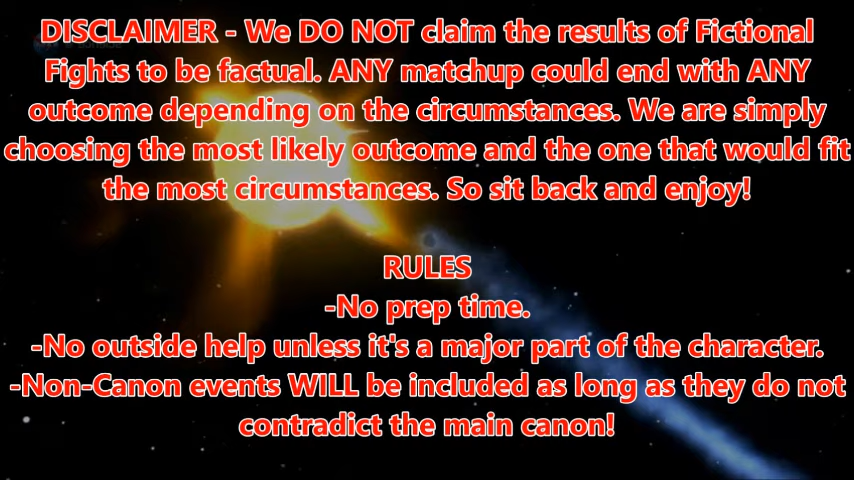 DISCLAIMER - We DO NOT claim the results of Fictional
Fights to be factual. ANY matchup could end with ANY
outcome depending on the circumstances. We are simply
choosing the most likely outcome and the one that would fit
the most circumstances. So sit back and enjoy!
RULES
-No prep time.
-No outside help unless it's a major part of the character.
-Non-Canon events WILL be included as long as they do not
contradict the main canon!